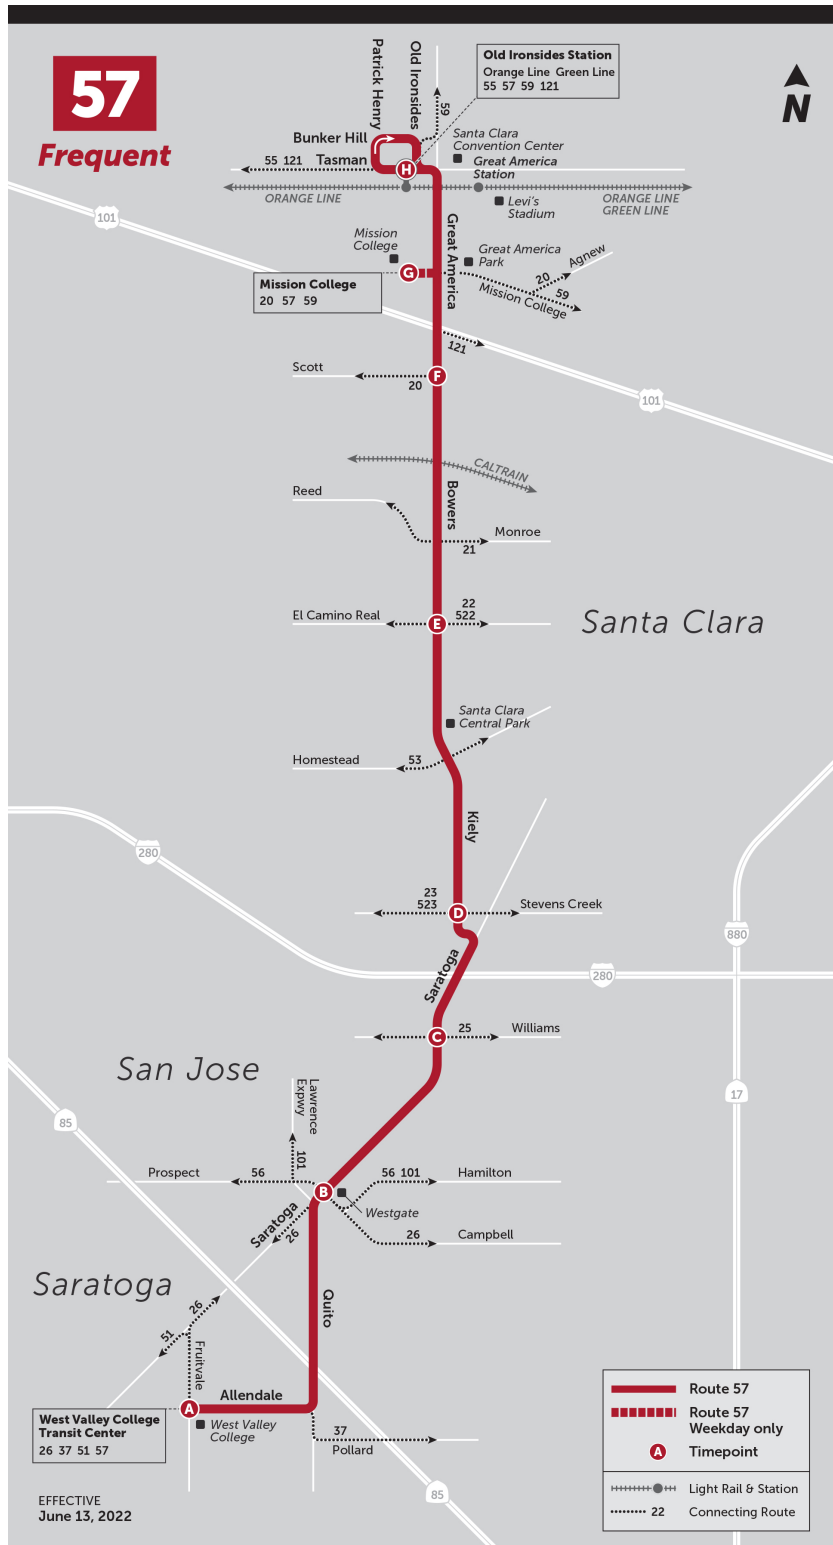 57
Frequent
Patrick Henry
Old Ironsides
Old Ironsides Station
Orange Line  Green Line
55  57  59  121
59
Bunker Hill
Santa Clara
Convention Center
55  121
Tasman
H
Great America
Station
ORANGE LINE
Levi's
Stadium
ORANGE LINE
GREEN LINE
101
Great America
Mission
College
Great America
Park
Agnew
G
20
59
Mission College
Mission College
20  57  59
121
Scott
20
F
101
CALTRAIN
Reed
Bowers
Monroe
21
22
522
El Camino Real
E
Santa Clara
Santa Clara
Central Park
Homestead
53
Kiely
280
23
523
D
Stevens Creek
880
Saratoga
280
25
Williams
C
San Jose
Lawrence
Expwy
17
85
101
Prospect
56
56  101
Hamilton
B
Westgate
Saratoga
26
26
Campbell
Saratoga
26
51
Quito
Fruitvale
Allendale
A
West Valley College
Transit Center
26  37  51  57
West Valley
College
37
Pollard
85
EFFECTIVE
June 13, 2022
Route 57
Route 57
Weekday only
A
Timepoint
Light Rail & Station
22
Connecting Route
N